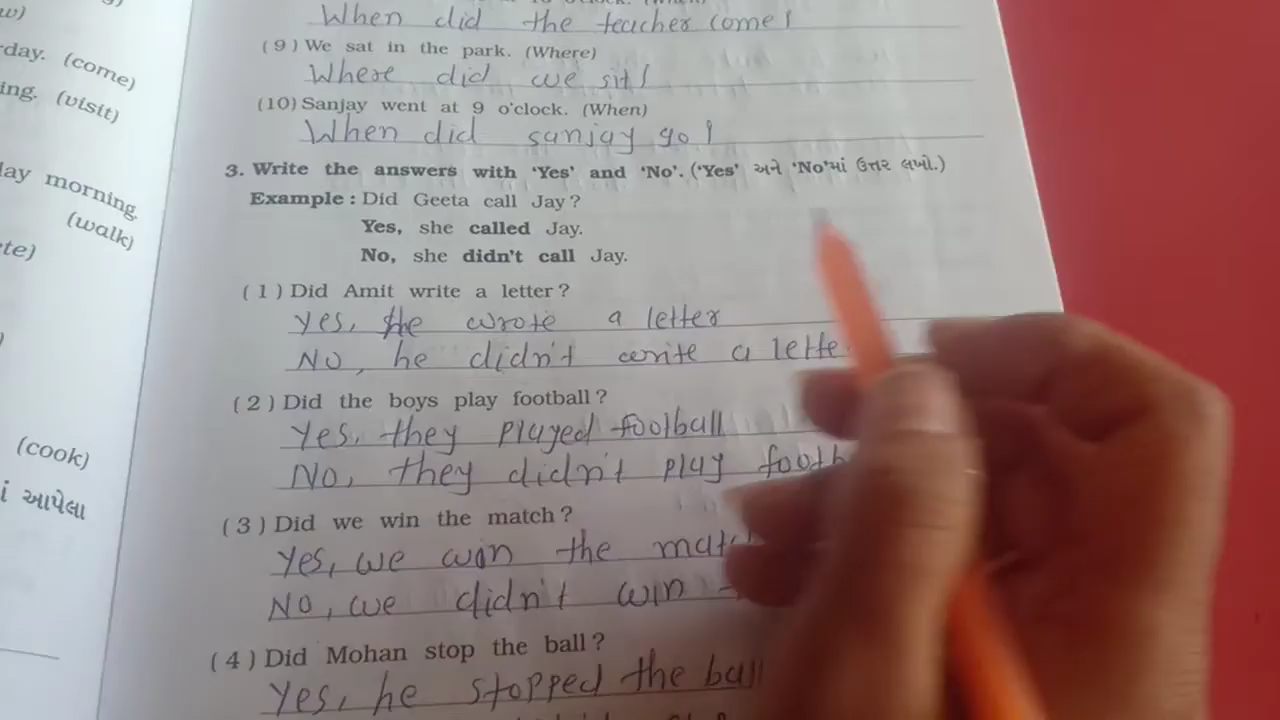 When did the teacher come?
(9) We sat in the park. (Where)
Where did we sit?
(10) Sanjay went at 9 o'clock. (When)
When did sanjay go?
3. Write the answers with 'Yes' and 'No'. ('Yes' અને 'No'માં ઉત્તર લખો.)
Example : Did Geeta call Jay?
Yes, she called Jay.
No, she didn't call Jay.
(1) Did Amit write a letter?
Yes, he wrote a letter
NO, he didn't write a lette
(2) Did the boys play football?
Yes, they played football
No, they didn't play footb
(3) Did we win the match?
Yes, we won the matc
NO, we didn't win
(4) Did Mohan stop the ball?
Yes, he stopped the ball
rday. (come)
ing. (visit)
day morning.
(walk)
ete)
(cook)
માં આપેલા